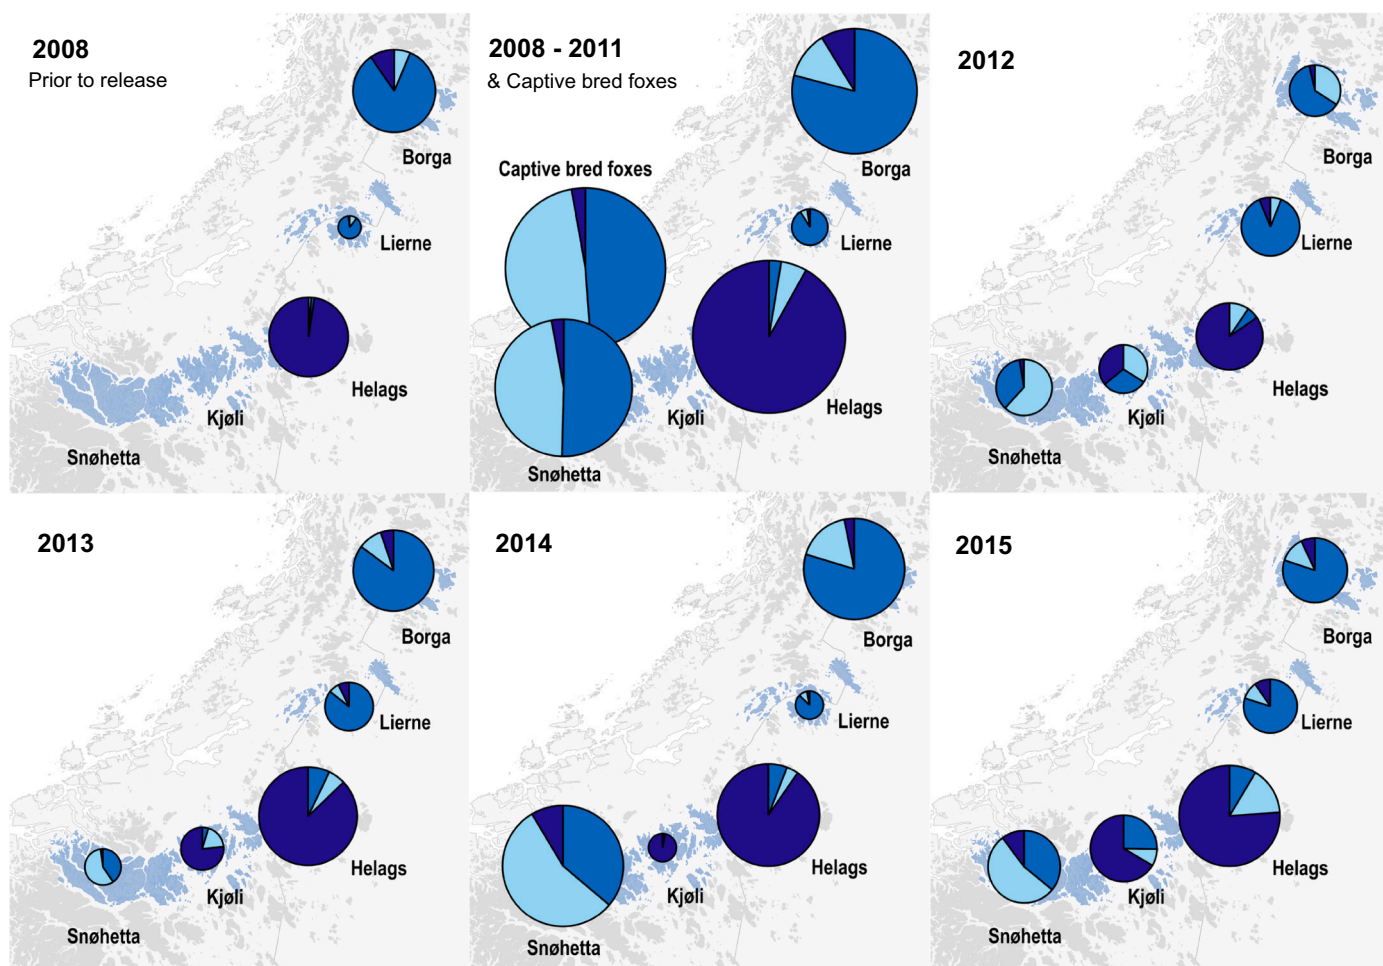 2008
Prior to release
Borga
Lierne
Helags
Kjøli
Snøhetta
2008 - 2011
& Captive bred foxes
Captive bred foxes
Borga
Lierne
Helags
Kjøli
Snøhetta
2012
Borga
Lierne
Helags
Kjøli
Snøhetta
2013
Borga
Lierne
Helags
Kjøli
Snøhetta
2014
Borga
Lierne
Helags
Kjøli
Snøhetta
2015
Borga
Lierne
Helags
Kjøli
Snøhetta